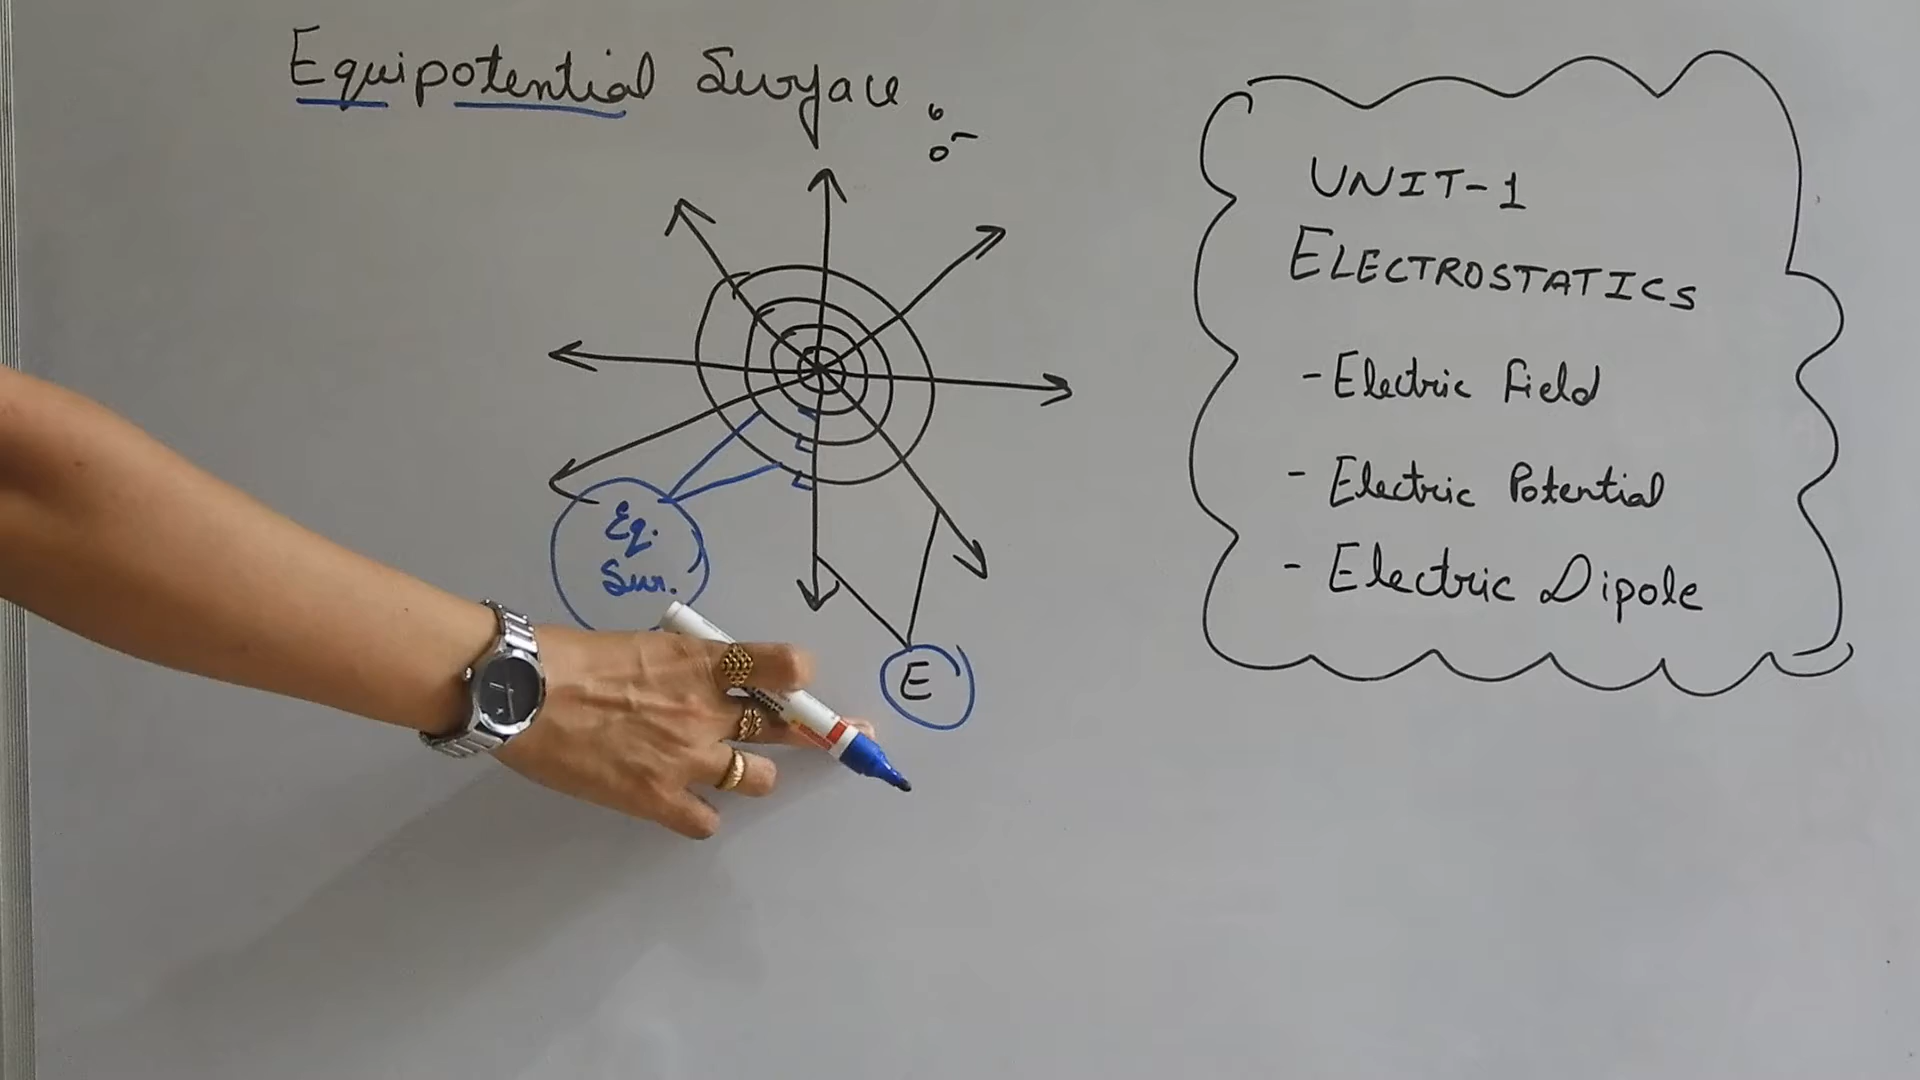 Equipotential Surface :-
UNIT-1
ELECTROSTATICS
- Electric Field
- Electric Potential
- Electric Dipole
Eq.
Sur.
E